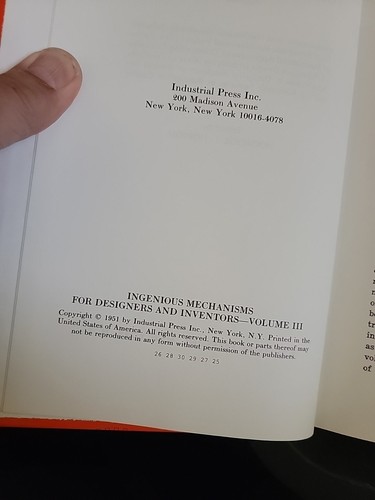 Industrial Press Inc.
200 Madison Avenue
New York, New York 10016-4078
INGENIOUS MECHANISMS
FOR DESIGNERS AND INVENTORS—VOLUME III
Copyright © 1951 by Industrial Press Inc., New York, N.Y. Printed in the
United States of America. All rights reserved. This book or parts thereof may
not be reproduced in any form without permission of the publishers.
26 28 30 29 27 25